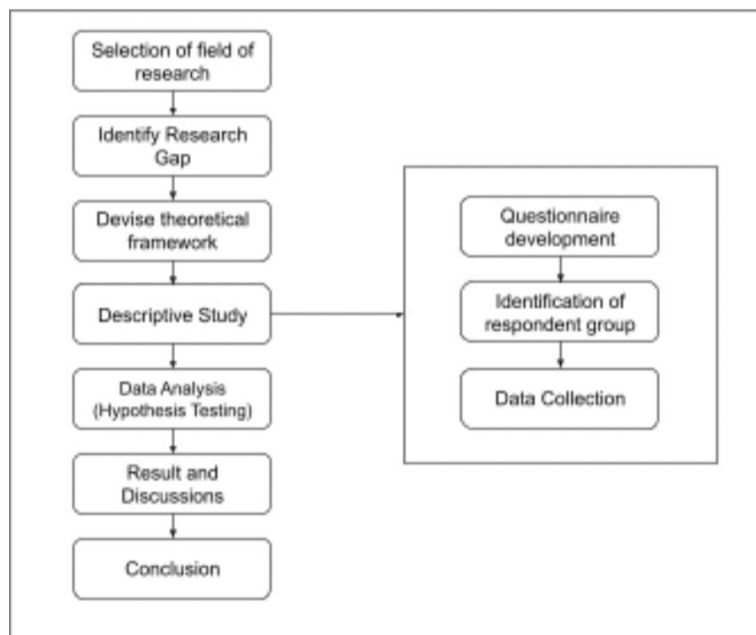 Selection of field of
research
Identify Research
Gap
Devise theoretical
framework
Descriptive Study
Data Analysis
(Hypothesis Testing)
Result and
Discussions
Conclusion
Questionnaire
development
Identification of
respondent group
Data Collection